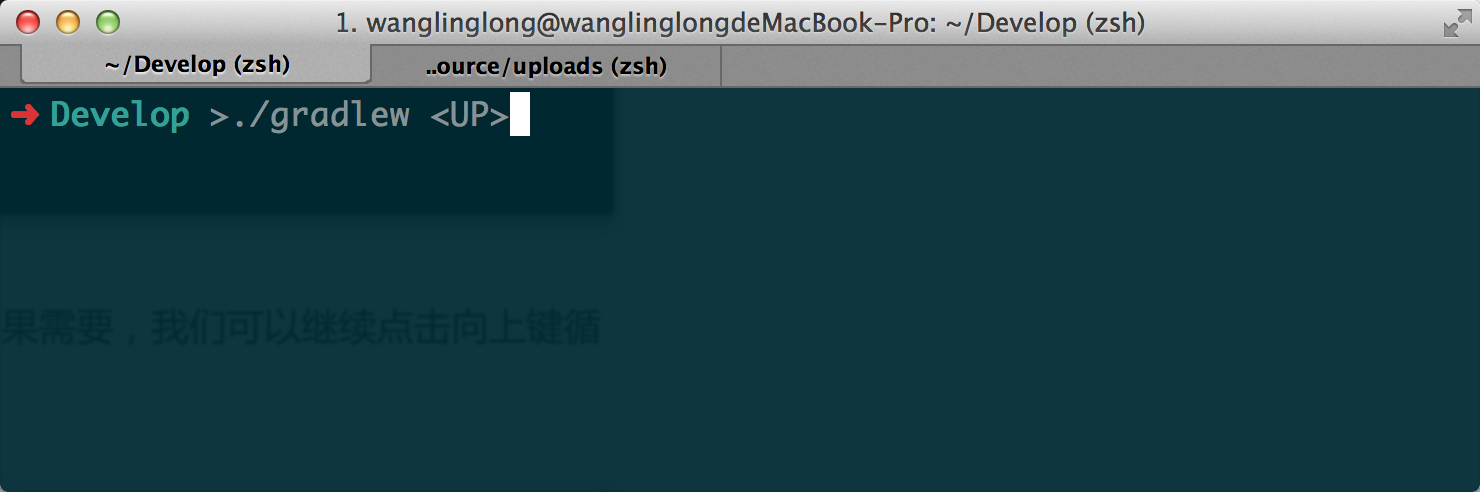 1. wanglinglong@wanglinglongdeMacBook-Pro: ~/Develop (zsh)
~/Develop (zsh) ..ource/uploads (zsh)
➜ Develop >./gradlew <UP>
果需要，我们可以继续点击向上键循